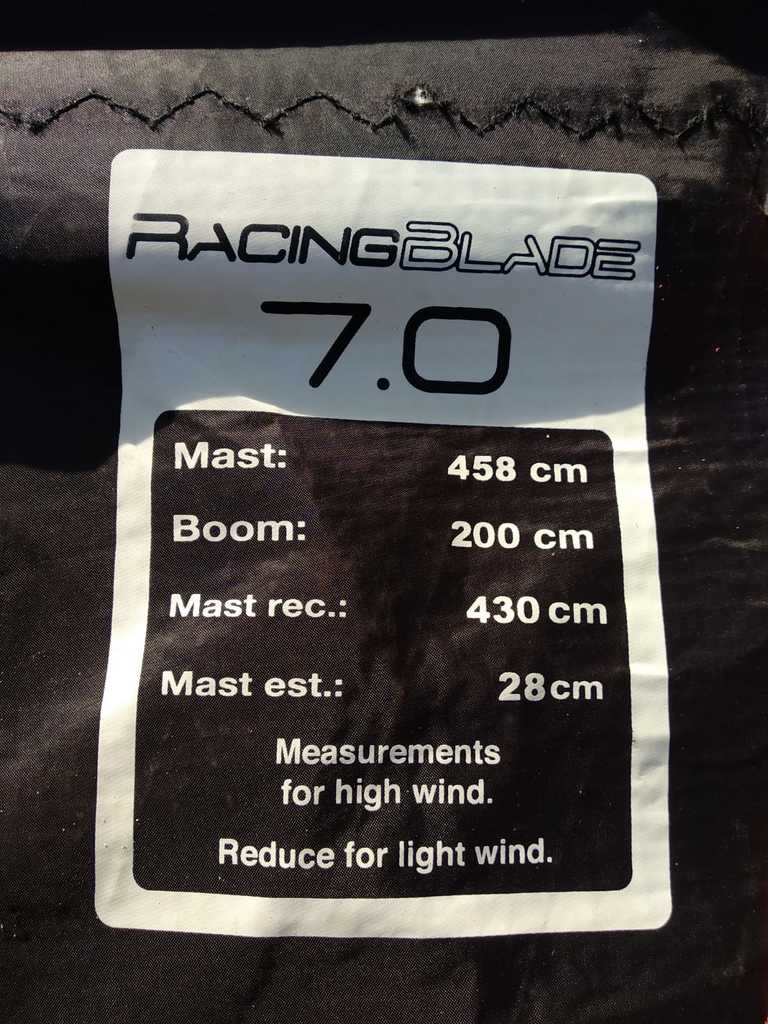 RACINGBLADE
7.0
Mast: 458 cm
Boom: 200 cm
Mast rec.: 430 cm
Mast est.: 28cm
Measurements
for high wind.
Reduce for light wind.